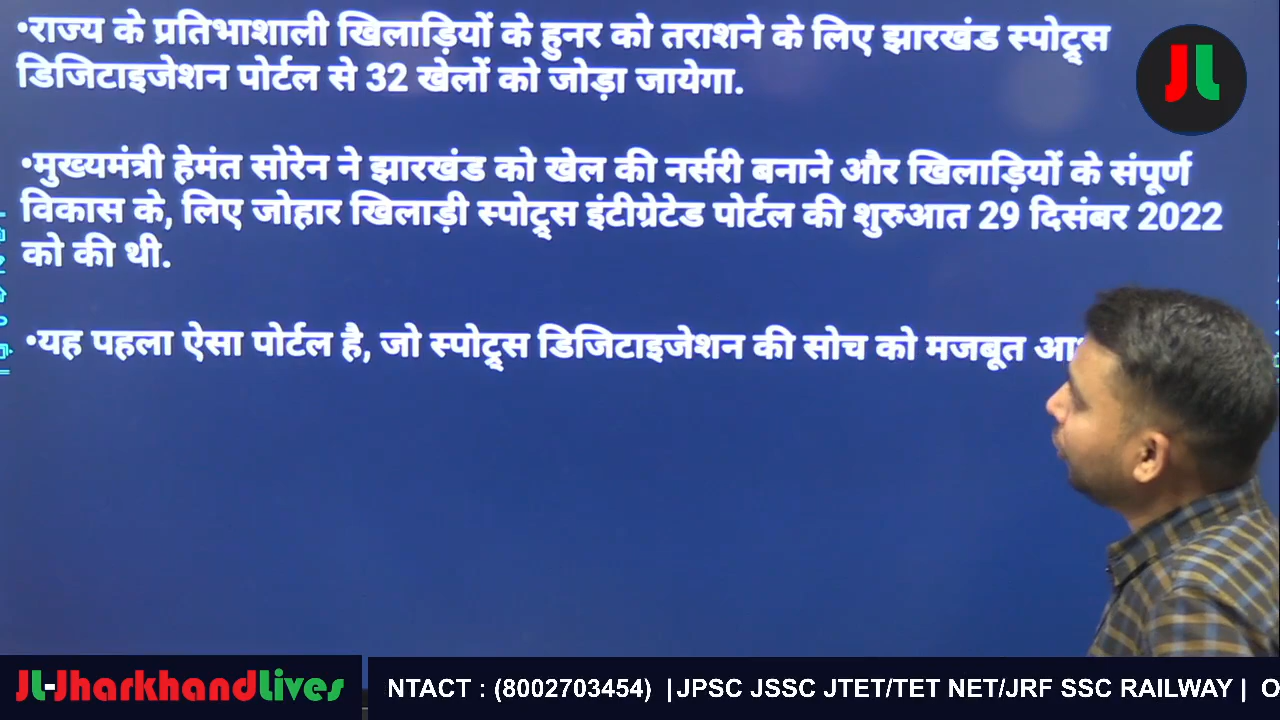 •राज्य के प्रतिभाशाली खिलाड़ियों के हुनर को तराशने के लिए झारखंड स्पोट्र्स
डिजिटाइजेशन पोर्टल से 32 खेलों को जोड़ा जायेगा.
•मुख्यमंत्री हेमंत सोरेन ने झारखंड को खेल की नर्सरी बनाने और खिलाड़ियों के संपूर्ण
विकास के, लिए जोहार खिलाड़ी स्पोट्र्स इंटीग्रेटेड पोर्टल की शुरुआत 29 दिसंबर 2022
को की थी.
•यह पहला ऐसा पोर्टल है, जो स्पोट्र्स डिजिटाइजेशन की सोच को मजबूत
JL
JL-JharkhandLives
NTACT : (8002703454) | JPSC JSSC JTET/TET NET/JRF SSC RAILWAY | O